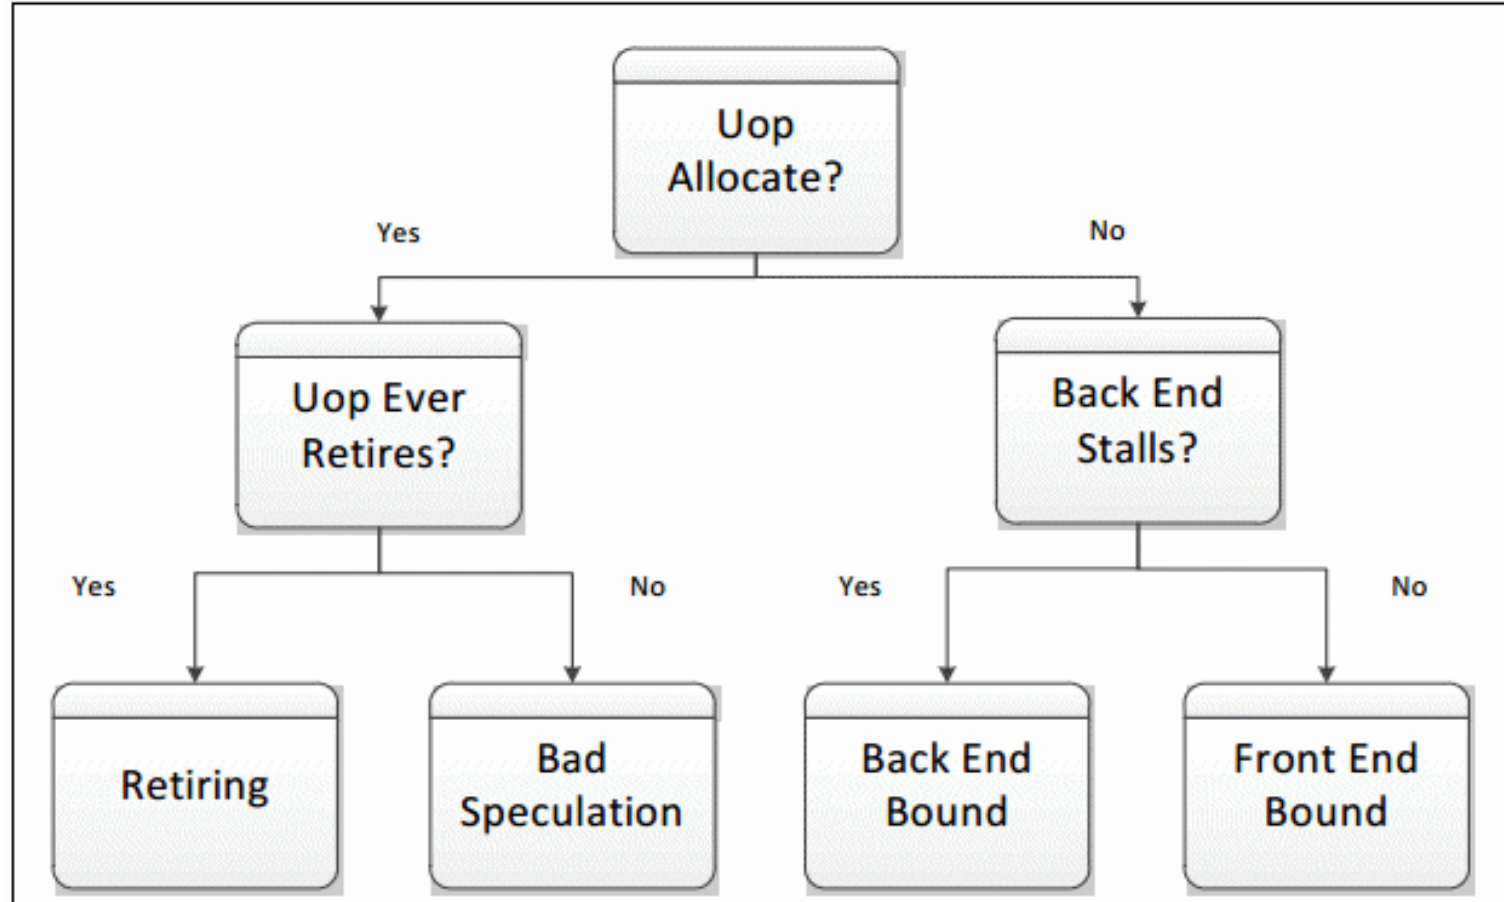 Uop
Allocate?
Yes
No
Uop Ever
Retires?
Back End
Stalls?
Yes
No
Yes
No
Retiring
Bad
Speculation
Back End
Bound
Front End
Bound